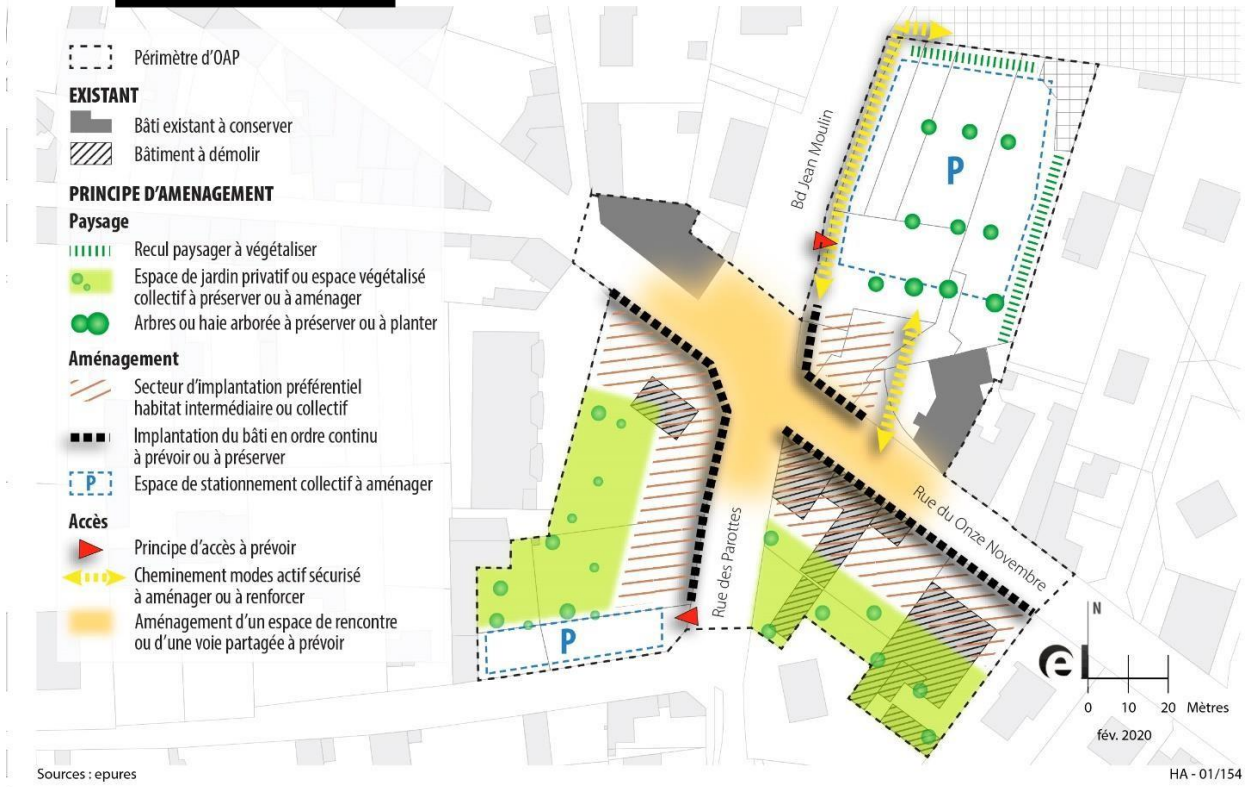 Périmètre d'OAP
EXISTANT
Bâti existant à conserver
Bâtiment à démolir
PRINCIPE D'AMENAGEMENT
Paysage
Recul paysager à végétaliser
Espace de jardin privatif ou espace végétalisé
collectif à préserver ou à aménager
Arbres ou haie arborée à préserver ou à planter
Aménagement
Secteur d'implantation préférentiel
habitat intermédiaire ou collectif
Implantation du bâti en ordre continu
à prévoir ou à préserver
P
Espace de stationnement collectif à aménager
Accès
Principe d'accès à prévoir
Cheminement modes actif sécurisé
à aménager ou à renforcer
Aménagement d'un espace de rencontre
ou d'une voie partagée à prévoir
Bd Jean Moulin
P
Rue du Onze Novembre
Rue des Parottes
P
N
e
0 10 20 Mètres
fév. 2020
Sources : epures
HA - 01/154